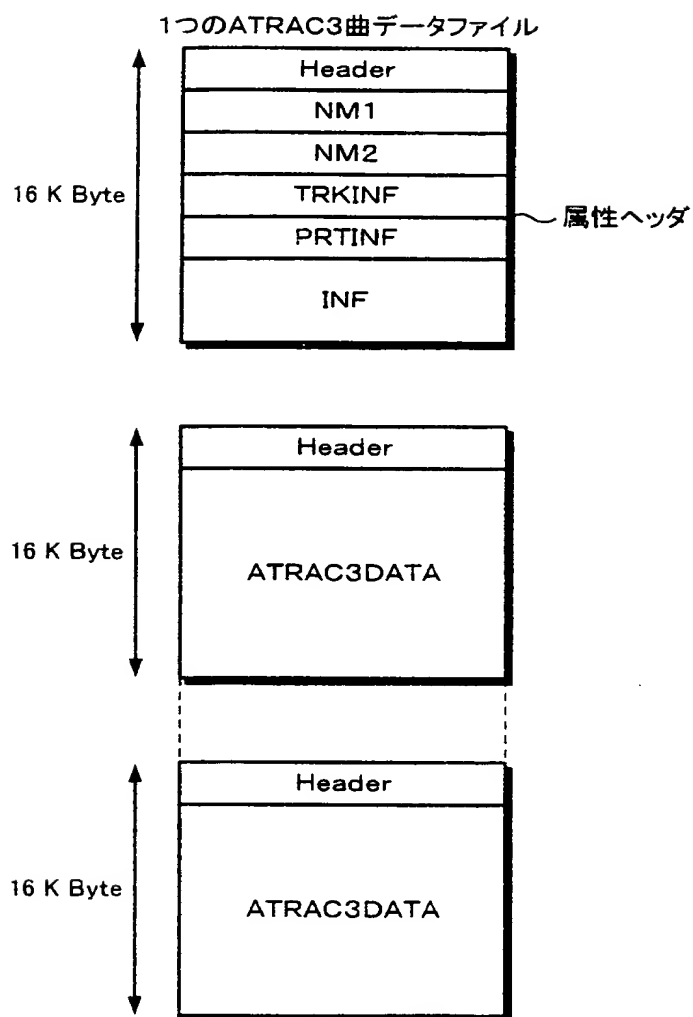 1つのATRAC3曲データファイル
Header
NM1
NM2
16 K Byte
TRKINF
属性ヘッダ
PRTINF
INF
Header
16 K Byte
ATRAC3DATA
Header
16 K Byte
ATRAC3DATA